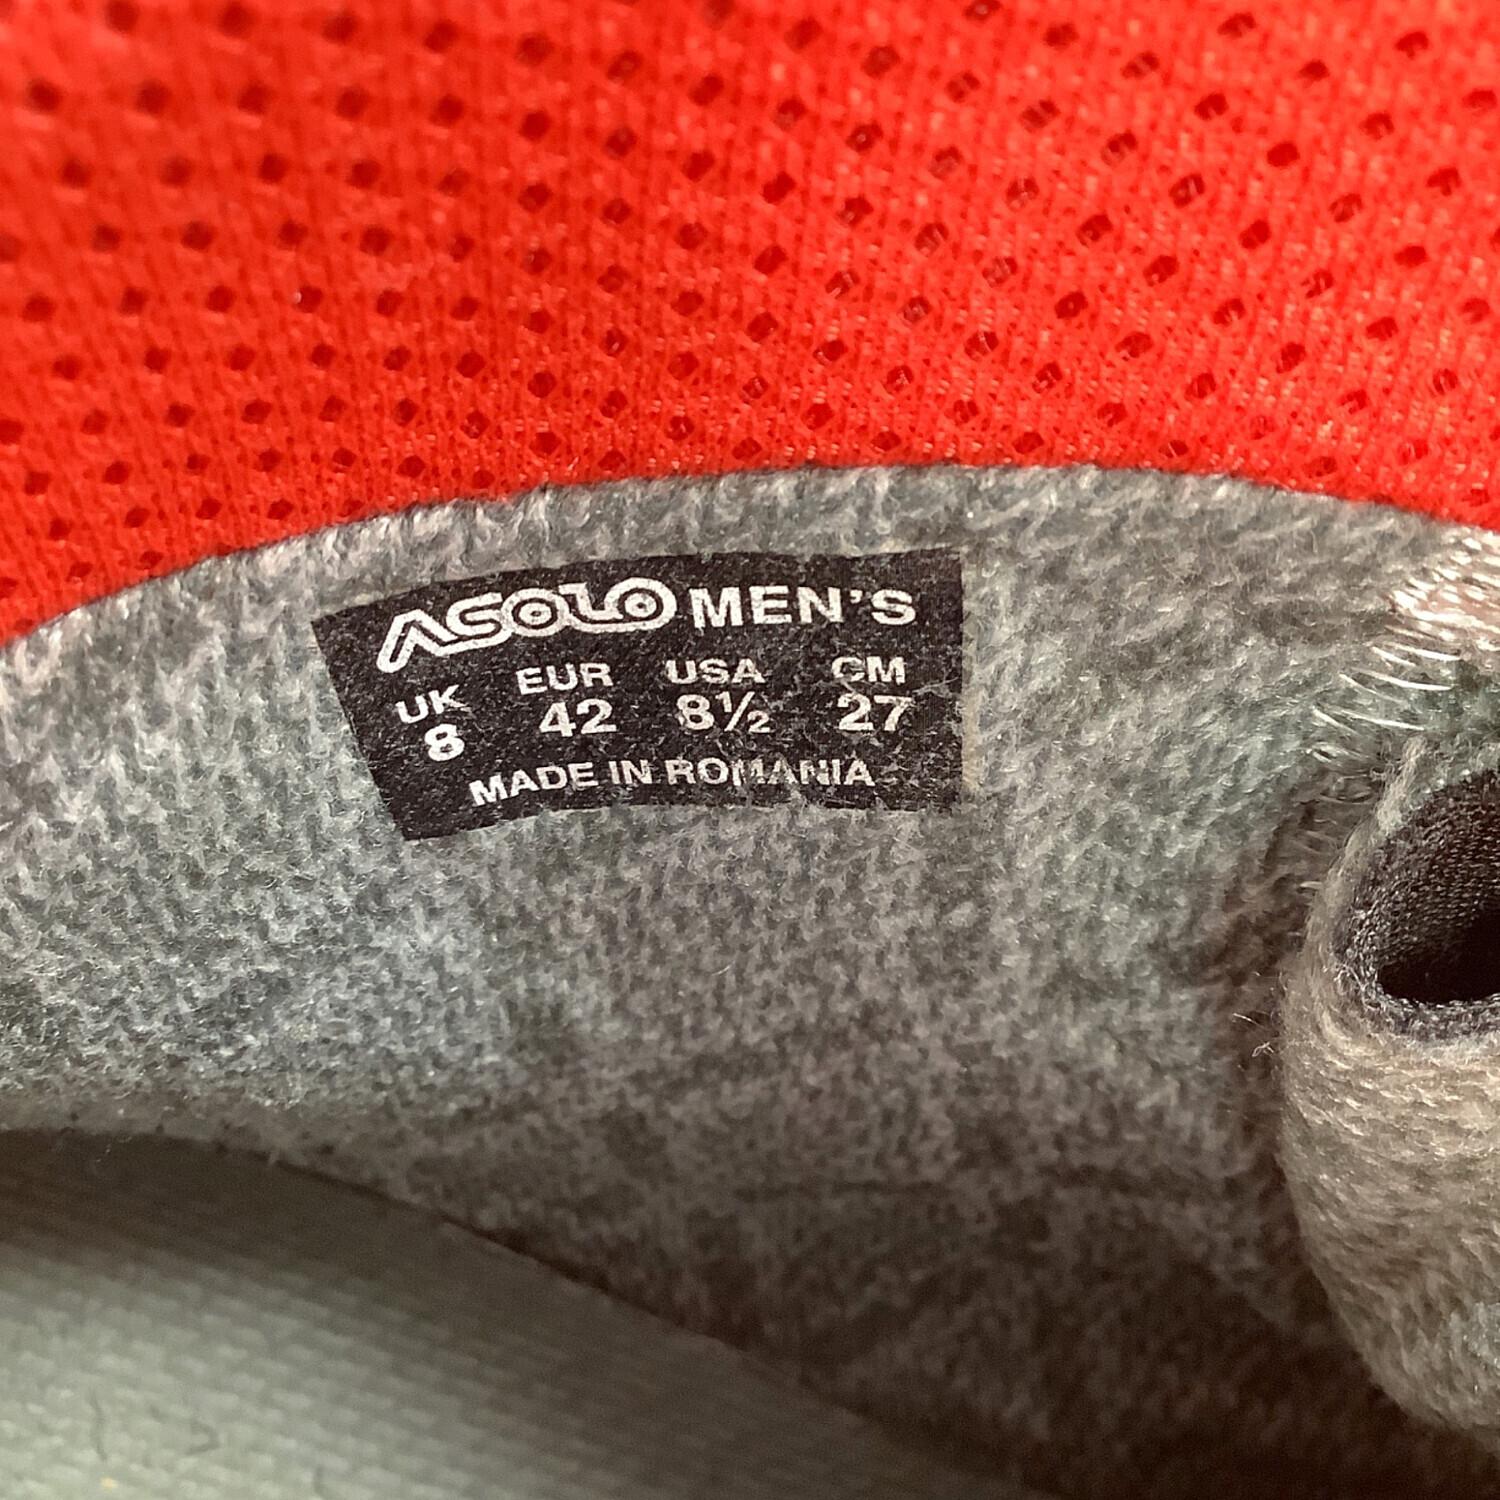 ASOLO MEN'S
UK EUR USA CM
8 42 8½ 27
MADE IN ROMANIA